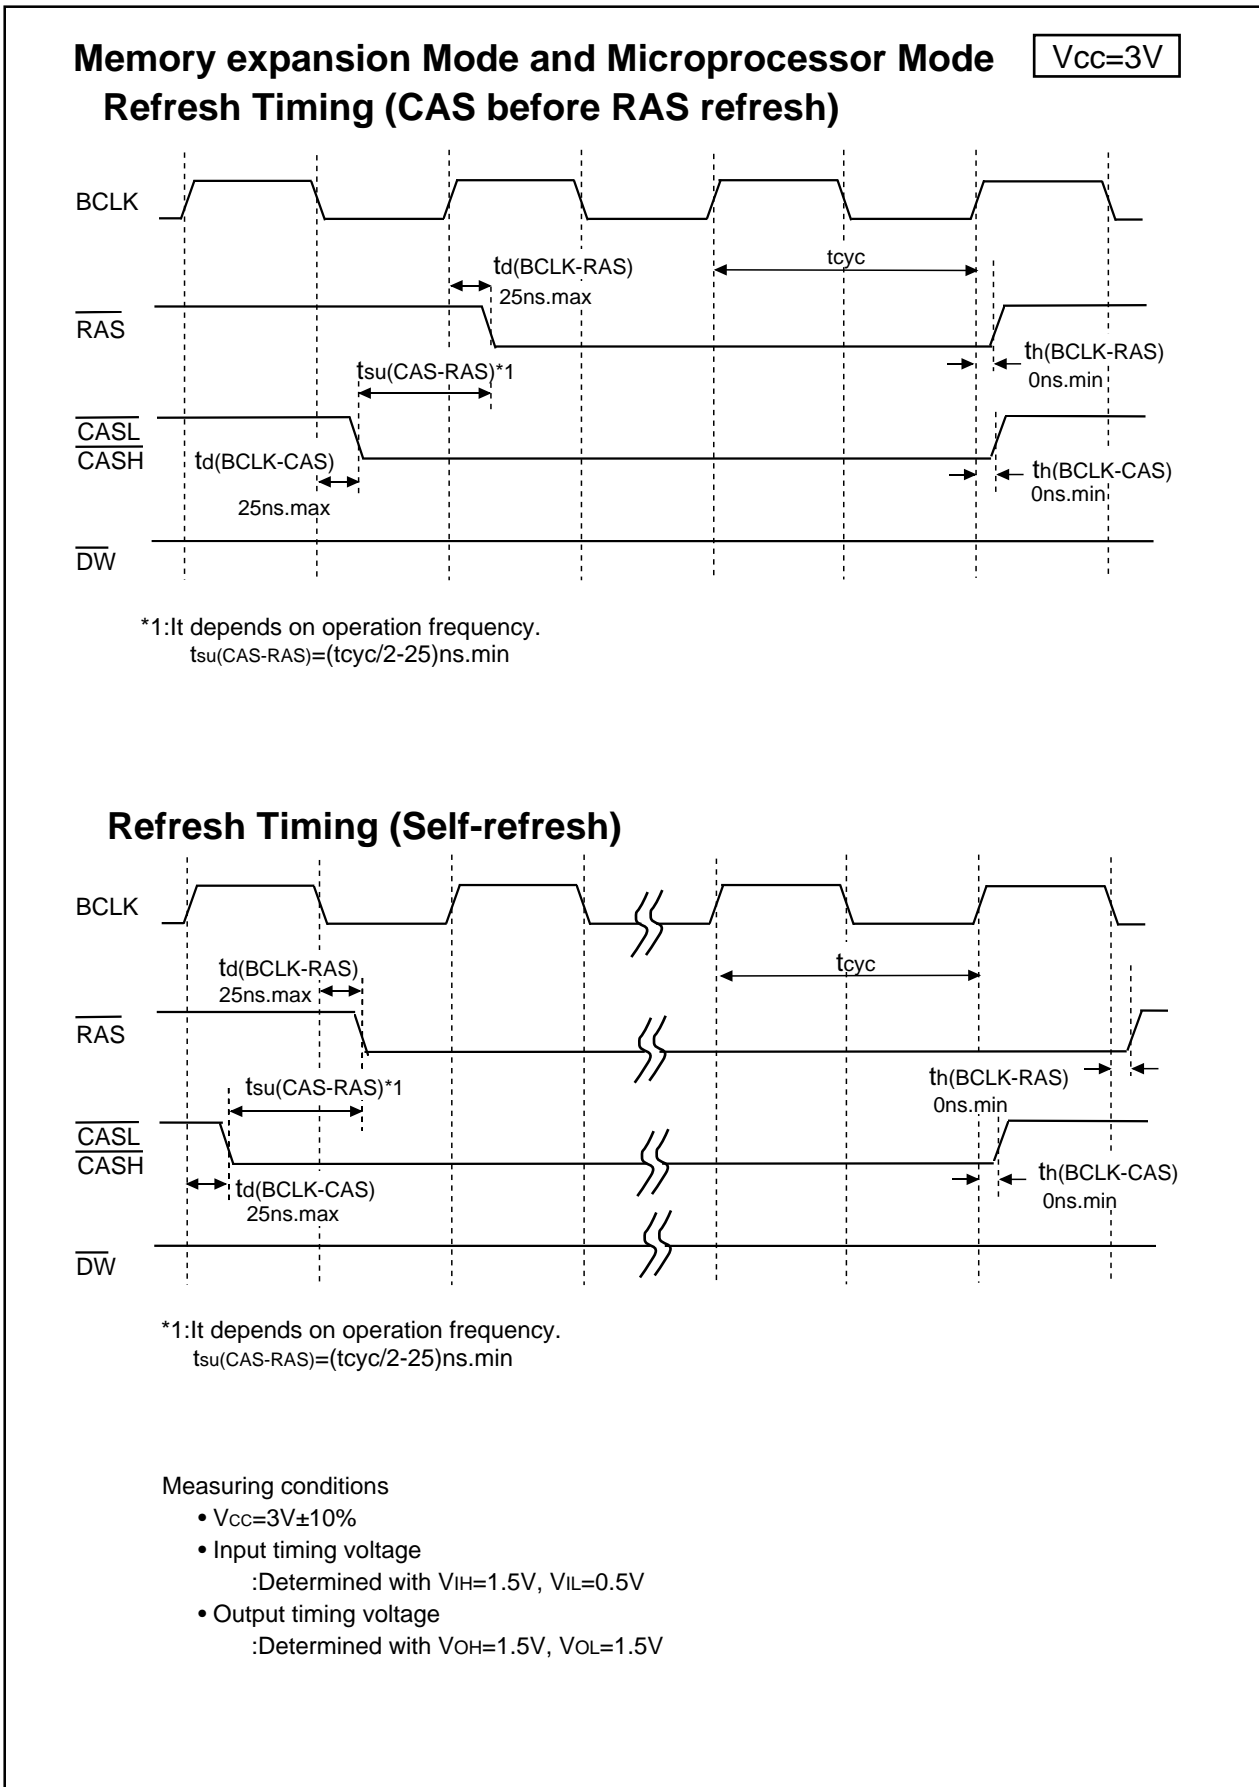 Memory expansion Mode and Microprocessor Mode
Vcc=3V
Refresh Timing (CAS before RAS refresh)
BCLK
td(BCLK-RAS)
25ns.max
tcyc
RAS
th(BCLK-RAS)
0ns.min
tsu(CAS-RAS)*1
CASL
CASH
td(BCLK-CAS)
25ns.max
th(BCLK-CAS)
0ns.min
DW
*1:It depends on operation frequency.
tsu(CAS-RAS)=(tcyc/2-25)ns.min
Refresh Timing (Self-refresh)
BCLK
td(BCLK-RAS)
25ns.max
tcyc
RAS
tsu(CAS-RAS)*1
th(BCLK-RAS)
0ns.min
CASL
CASH
td(BCLK-CAS)
25ns.max
th(BCLK-CAS)
0ns.min
DW
*1:It depends on operation frequency.
tsu(CAS-RAS)=(tcyc/2-25)ns.min
Measuring conditions
• VCC=3V±10%
• Input timing voltage
:Determined with VIH=1.5V, VIL=0.5V
• Output timing voltage
:Determined with VOH=1.5V, VOL=1.5V